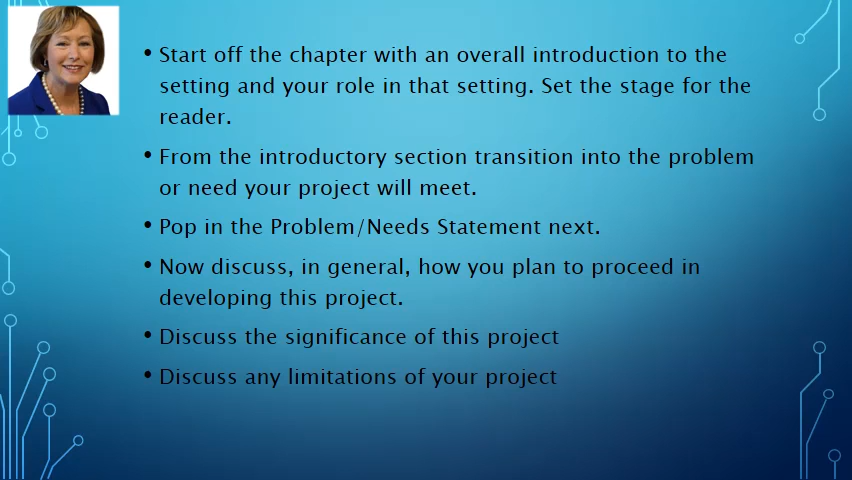 • Start off the chapter with an overall introduction to the
setting and your role in that setting. Set the stage for the
reader.
• From the introductory section transition into the problem
or need your project will meet.
• Pop in the Problem/Needs Statement next.
• Now discuss, in general, how you plan to proceed in
developing this project.
• Discuss the significance of this project
• Discuss any limitations of your project